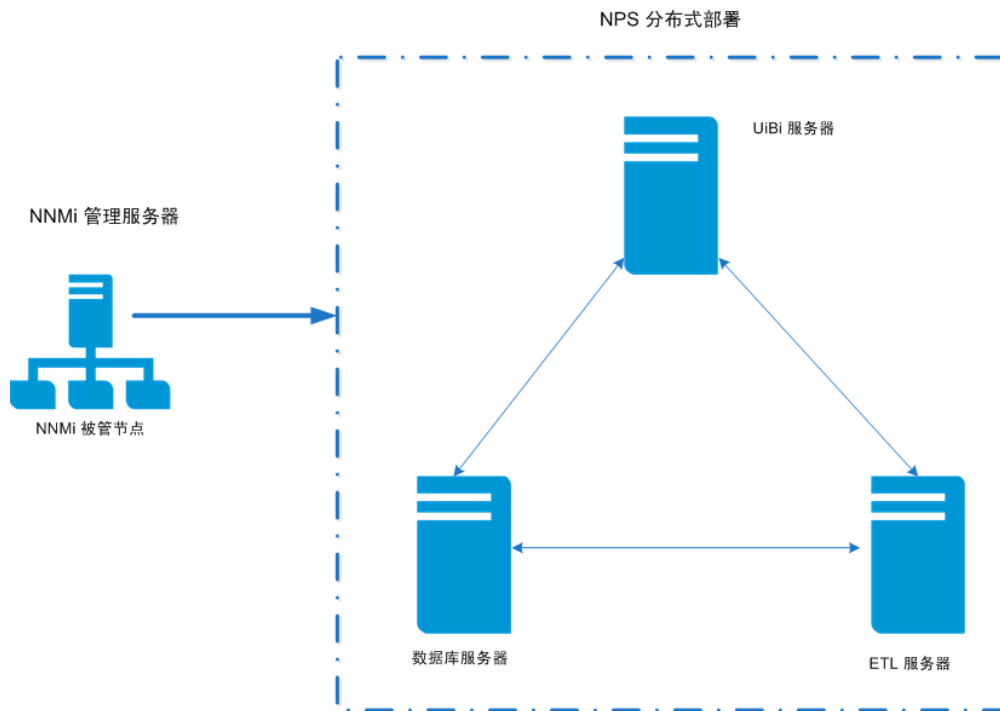 NPS 分布式部署
UiBi 服务器
NNMi 管理服务器
NNMi 被管节点
数据库服务器
ETL 服务器